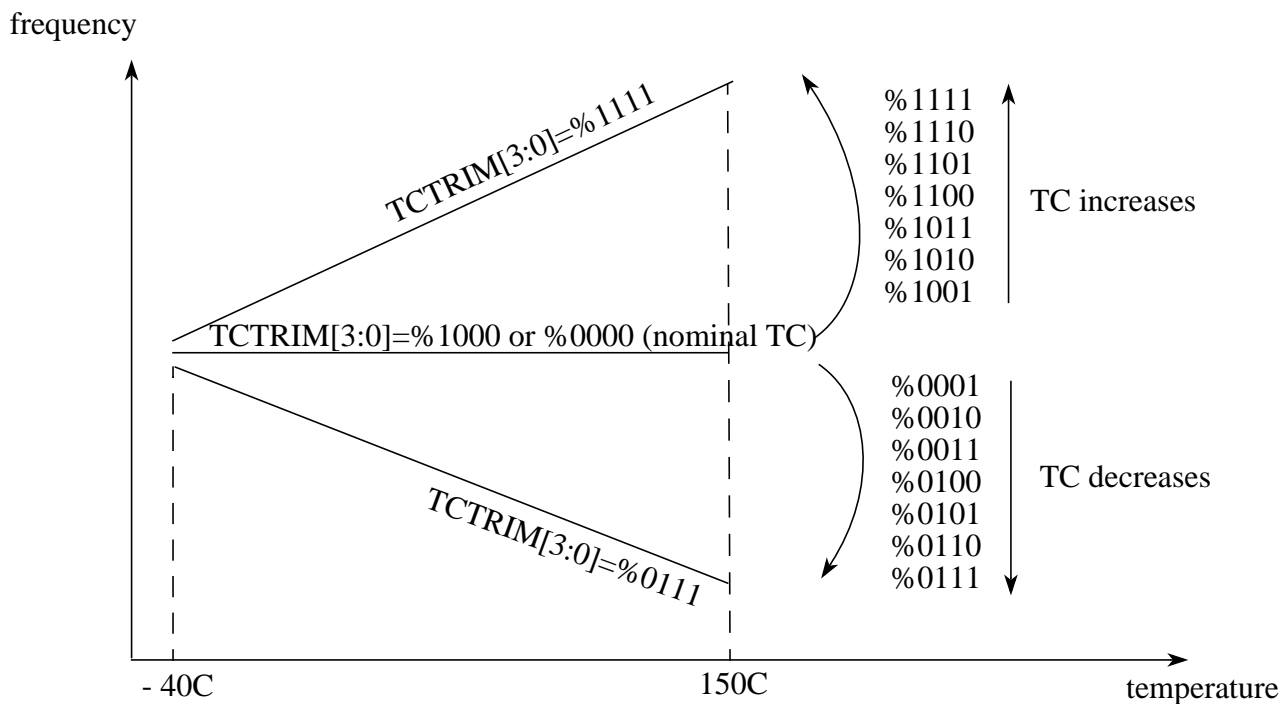 frequency
TCTRIM[3:0]=%1111
%1111
%1110
%1101
%1100
%1011
%1010
%1001
TC increases
TCTRIM[3:0]=%1000 or %0000 (nominal TC)
%0001
%0010
%0011
%0100
%0101
%0110
%0111
TC decreases
TCTRIM[3:0]=%0111
- 40C
150C
temperature